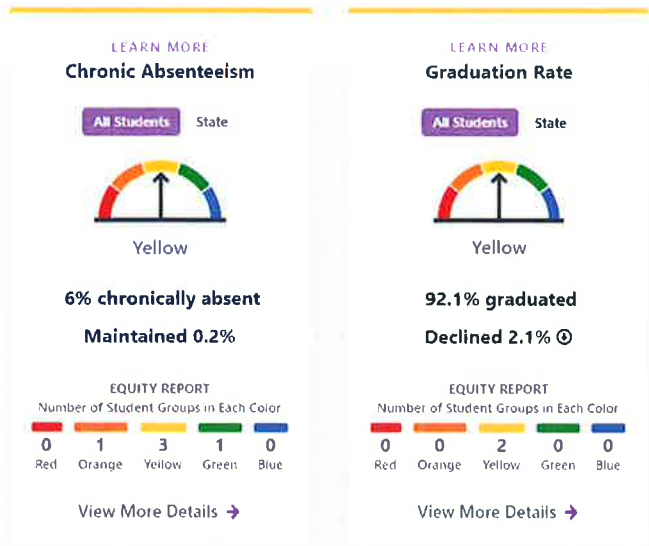 LEARN MORE
Chronic Absenteeism
All Students State
Yellow
6% chronically absent
Maintained 0.2%
EQUITY REPORT
Number of Student Groups in Each Color
0 1 3 1 0
Red Orange Yellow Green Blue
View More Details →
LEARN MORE
Graduation Rate
All Students State
Yellow
92.1% graduated
Declined 2.1%
EQUITY REPORT
Number of Student Groups in Each Color
0 0 2 0 0
Red Orange Yellow Green Blue
View More Details →